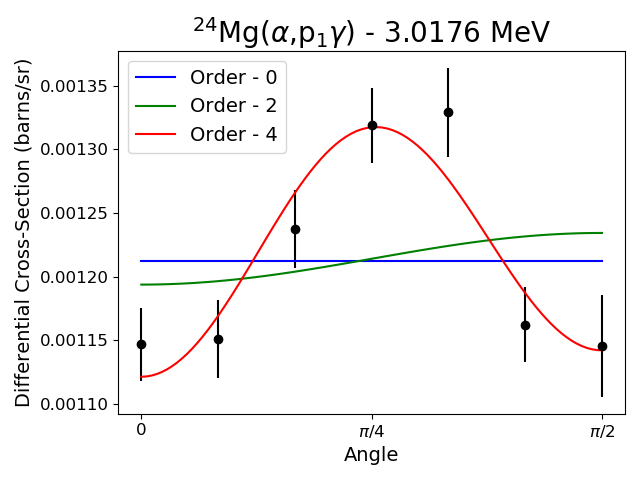 ²⁴Mg(α,p₁γ) - 3.0176 MeV
Order - 0
Order - 2
Order - 4
Differential Cross-Section (barns/sr)
0.00135
0.00130
0.00125
0.00120
0.00115
0.00110
0 π/4 π/2
Angle